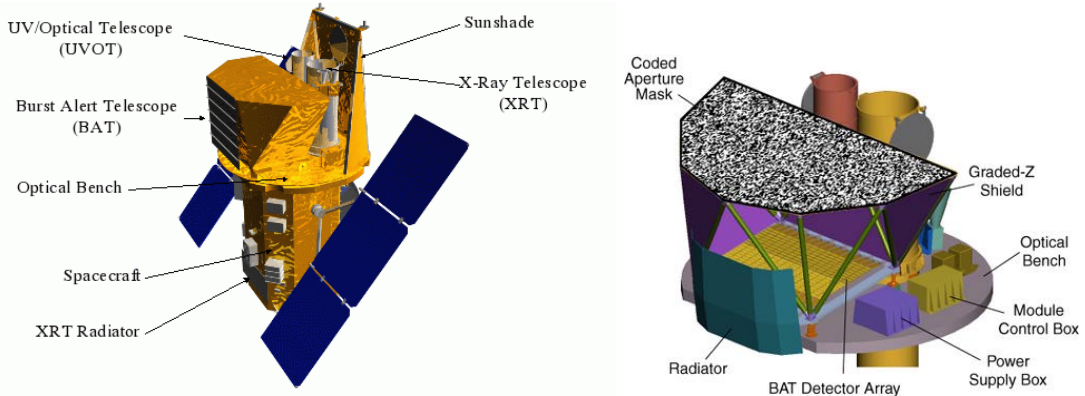 UV/Optical Telescope
(UVOT)
Sunshade
X-Ray Telescope
(XRT)
Burst Alert Telescope
(BAT)
Optical Bench
Spacecraft
XRT Radiator
Coded
Aperture
Mask
Graded-Z
Shield
Optical
Bench
Module
Control Box
Power
Supply Box
BAT Detector Array
Radiator